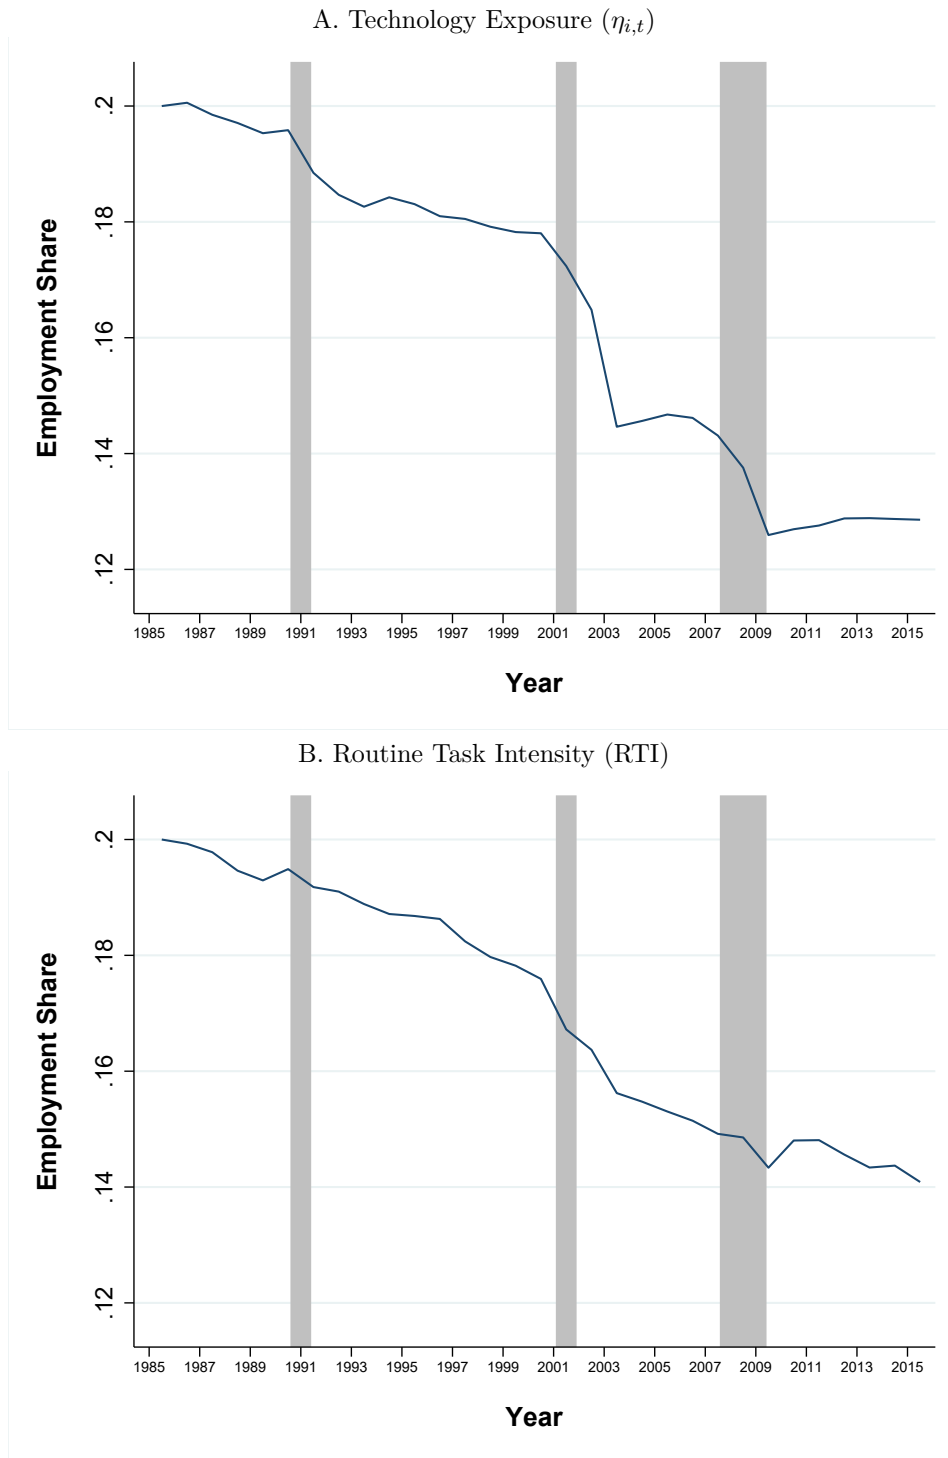 A. Technology Exposure (ηi,t)
Employment Share
.2
.18
.16
.14
.12
1985 1987 1989 1991 1993 1995 1997 1999 2001 2003 2005 2007 2009 2011 2013 2015
Year
B. Routine Task Intensity (RTI)
Employment Share
.2
.18
.16
.14
.12
1985 1987 1989 1991 1993 1995 1997 1999 2001 2003 2005 2007 2009 2011 2013 2015
Year